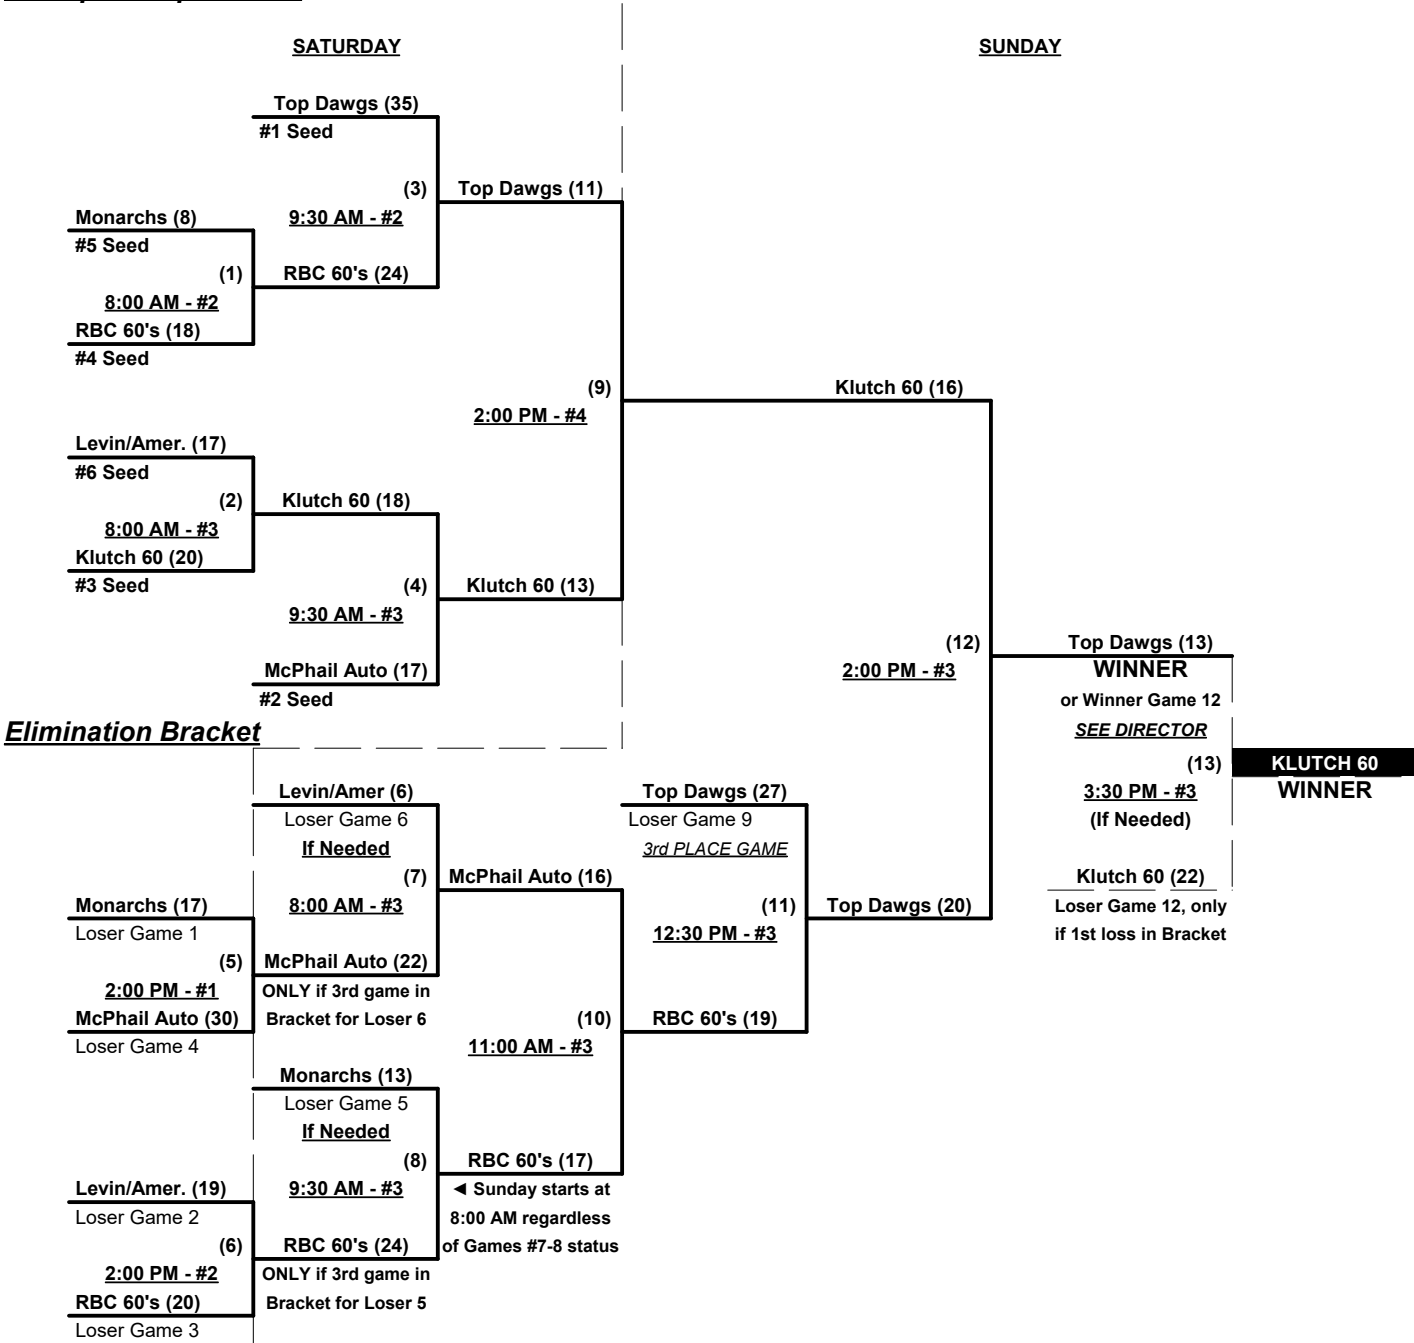 SATURDAY
SUNDAY
Top Dawgs (35)
#1 Seed
(3)
Top Dawgs (11)
9:30 AM - #2
Monarchs (8)
#5 Seed
(1)
RBC 60's (24)
8:00 AM - #2
RBC 60's (18)
#4 Seed
(9)
Klutch 60 (16)
2:00 PM - #4
Levin/Amer. (17)
#6 Seed
(2)
Klutch 60 (18)
8:00 AM - #3
Klutch 60 (20)
#3 Seed
(4)
Klutch 60 (13)
9:30 AM - #3
McPhail Auto (17)
#2 Seed
(12)
2:00 PM - #3
Top Dawgs (13)
WINNER
or Winner Game 12
SEE DIRECTOR
(13)
KLUTCH 60
WINNER
3:30 PM - #3
(If Needed)
Klutch 60 (22)
Loser Game 12, only
if 1st loss in Bracket
Elimination Bracket
Levin/Amer (6)
Loser Game 6
If Needed
(7)
McPhail Auto (16)
8:00 AM - #3
Top Dawgs (27)
Loser Game 9
3rd PLACE GAME
(11)
Top Dawgs (20)
12:30 PM - #3
Monarchs (17)
Loser Game 1
(5)
McPhail Auto (22)
2:00 PM - #1
ONLY if 3rd game in
McPhail Auto (30)
Bracket for Loser 6
Loser Game 4
(10)
RBC 60's (19)
11:00 AM - #3
Monarchs (13)
Loser Game 5
If Needed
(8)
RBC 60's (17)
9:30 AM - #3
◄ Sunday starts at
8:00 AM regardless
of Games #7-8 status
Levin/Amer. (19)
Loser Game 2
(6)
RBC 60's (24)
2:00 PM - #2
ONLY if 3rd game in
RBC 60's (20)
Bracket for Loser 5
Loser Game 3